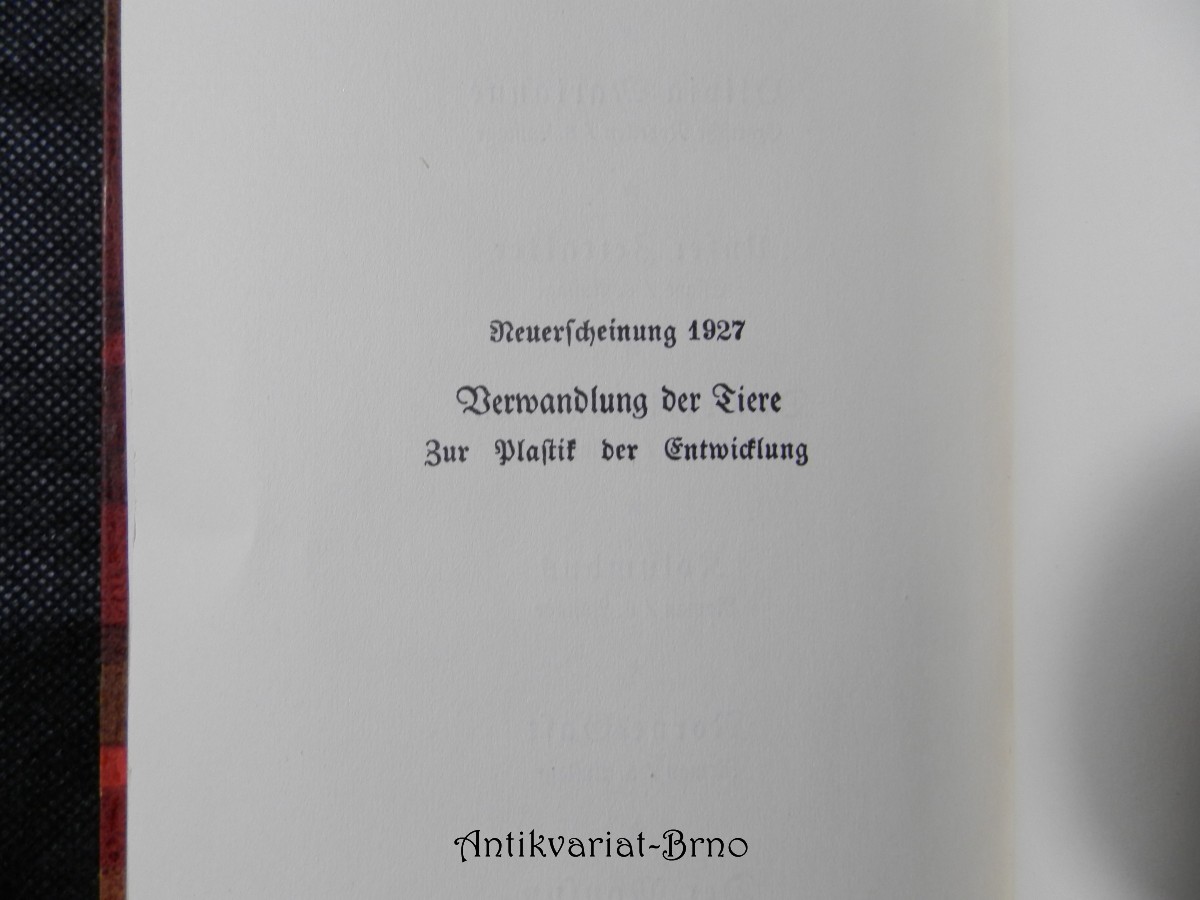 Neuerscheinung 1927
Verwandlung der Tiere
Zur Plastik der Entwicklung
Antikvariat-Brno